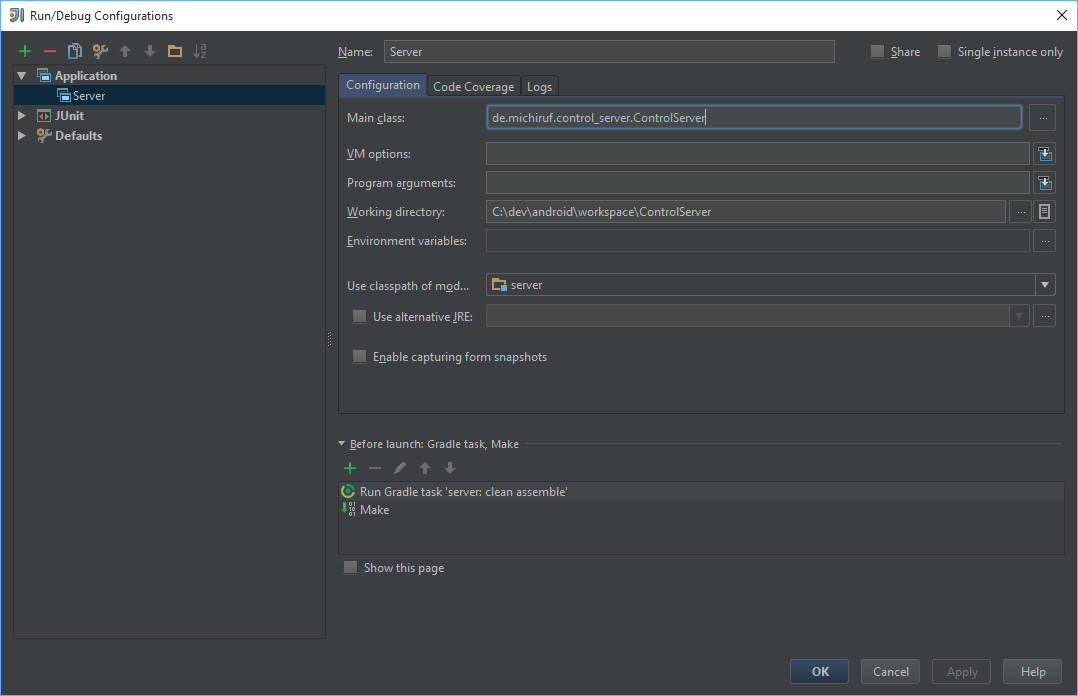 Run/Debug Configurations
Application
Server
JUnit
Defaults
Name: Server Share Single instance only
Configuration Code Coverage Logs
Main class: de.michiruf.control_server.ControlServer ...
VM options:
Program arguments:
Working directory: C:\dev\android\workspace\ControlServer ...
Environment variables: ...
Use classpath of mod... server
Use alternative JRE: ...
Enable capturing form snapshots
Before launch: Gradle task, Make
Run Gradle task 'server: clean assemble'
Make
Show this page
OK Cancel Apply Help